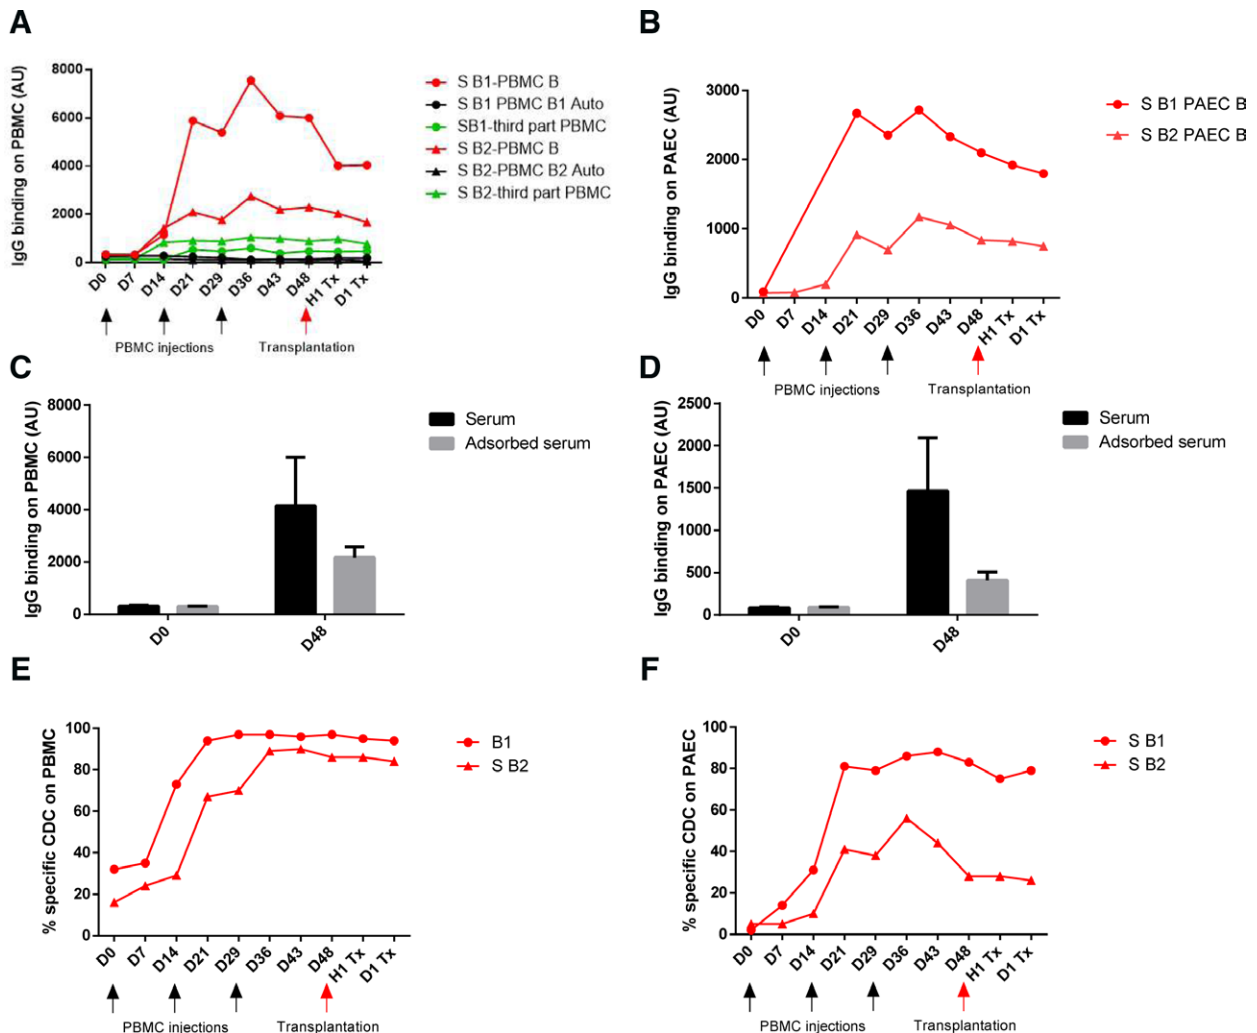 A
IgG binding on PBMC (AU)
8000
6000
4000
2000
0
D0
D7
D14
D21
D29
D36
D43
D48
H1 Tx
D1 Tx
PBMC injections
Transplantation
S B1-PBMC B
S B1 PBMC B1 Auto
SB1-third part PBMC
S B2-PBMC B
S B2-PBMC B2 Auto
S B2-third part PBMC
B
IgG binding on PAEC (AU)
3000
2000
1000
0
D0
D7
D14
D21
D29
D36
D43
D48
H1 Tx
D1 Tx
PBMC injections
Transplantation
S B1 PAEC B
S B2 PAEC B
C
IgG binding on PBMC (AU)
8000
6000
4000
2000
0
D0
D48
Serum
Adsorbed serum
D
IgG binding on PAEC (AU)
2500
2000
1500
1000
500
0
D0
D48
Serum
Adsorbed serum
E
% specific CDC on PBMC
100
80
60
40
20
0
D0
D7
D14
D21
D29
D36
D43
D48
H1 Tx
D1 Tx
PBMC injections
Transplantation
B1
S B2
F
% specific CDC on PAEC
100
80
60
40
20
0
D0
D7
D14
D21
D29
D36
D43
D48
H1 Tx
D1 Tx
PBMC injections
Transplantation
S B1
S B2